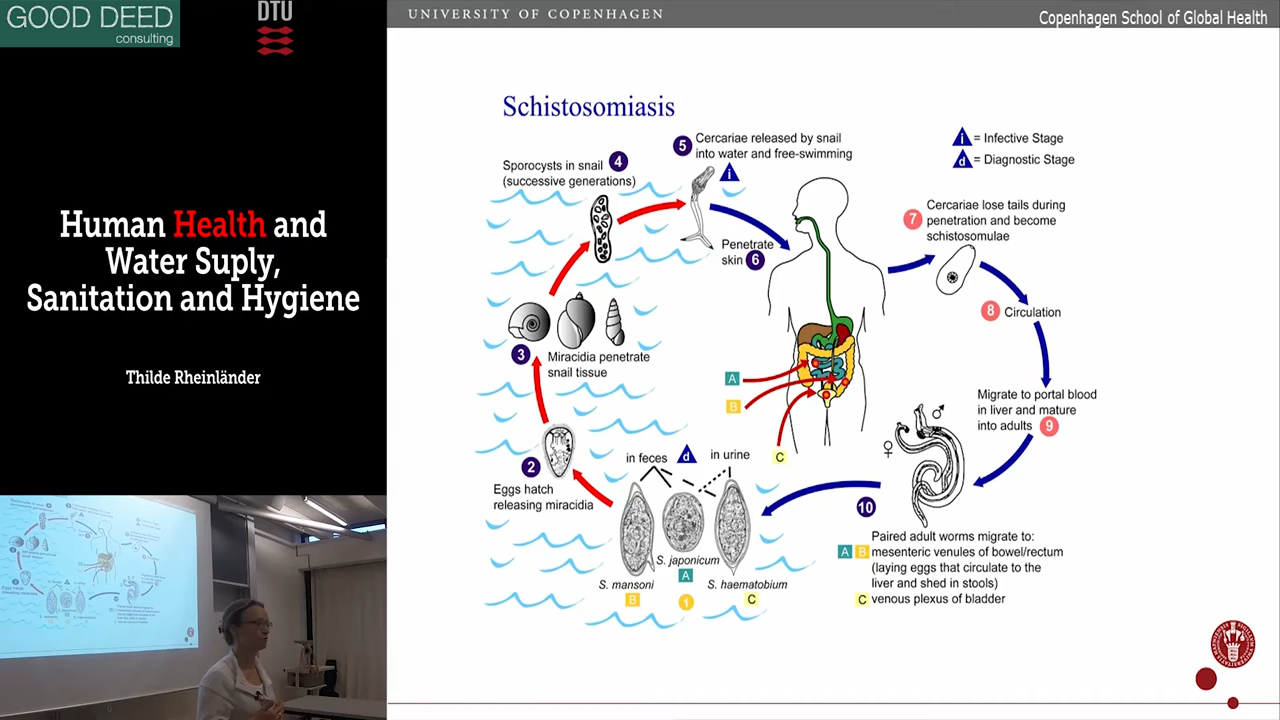 GOOD DEED
consulting
DTU
UNIVERSITY OF COPENHAGEN
Copenhagen School of Global Health
Human Health and
Water Suply,
Sanitation and Hygiene
Thilde Rheinländer
Schistosomiasis
i = Infective Stage
d = Diagnostic Stage
Sporocysts in snail 4
(successive generations)
5 Cercariae released by snail
into water and free-swimming
i
Penetrate
skin 6
7 Cercariae lose tails during
penetration and become
schistosomulae
8 Circulation
3 Miracidia penetrate
snail tissue
A
B
C
Migrate to portal blood
in liver and mature
into adults 9
♂
♀
2
Eggs hatch
releasing miracidia
in feces d in urine
10
S. japonicum
A
S. mansoni
B
1
S. haematobium
C
Paired adult worms migrate to:
A B mesenteric venules of bowel/rectum
(laying eggs that circulate to the
liver and shed in stools)
C venous plexus of bladder